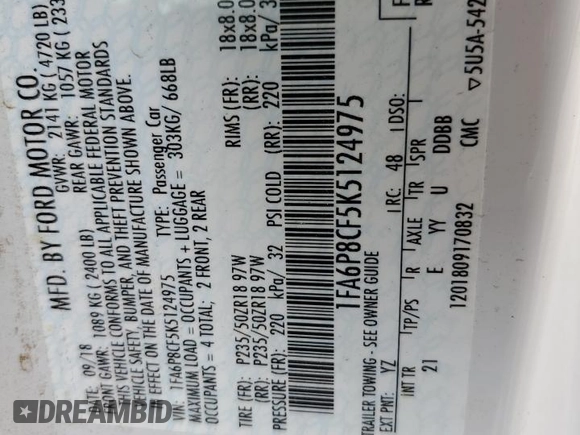 MFD. BY FORD MOTOR CO.
DATE: 09/18 GVWR: 2141 KG ( 4720 LB)
FRONT GAWR: 1089 KG ( 2400 LB) REAR GAWR: 1057 KG ( 233
THIS VEHICLE CONFORMS TO ALL APPLICABLE FEDERAL MOTOR
VEHICLE SAFETY, BUMPER, AND THEFT PREVENTION STANDARDS
IN EFFECT ON THE DATE OF MANUFACTURE SHOWN ABOVE.
VIN: 1FA6P8CF5K5124975 TYPE: Passenger Car
MAXIMUM LOAD = OCCUPANTS + LUGGAGE = 303KG/ 668LB
OCCUPANTS = 4 TOTAL; 2 FRONT, 2 REAR
TIRE (FR): P235/50ZR18 97W RIMS (FR): 18x8.0
(RR): P235/50ZR18 97W (RR): 18x8.0
PRESSURE (FR): 220 kPa/ 32 PSI COLD (RR): 220 kPa/ 3
1FA6P8CF5K5124975
TRAILER TOWING - SEE OWNER GUIDE
EXT PNT: YZ RC: 48 DSO:
INT TR TP/PS R AXLE TR SPR
21 E YY U DDBB
1201809170832 CMC ▽5U5A-542
DREAMBID